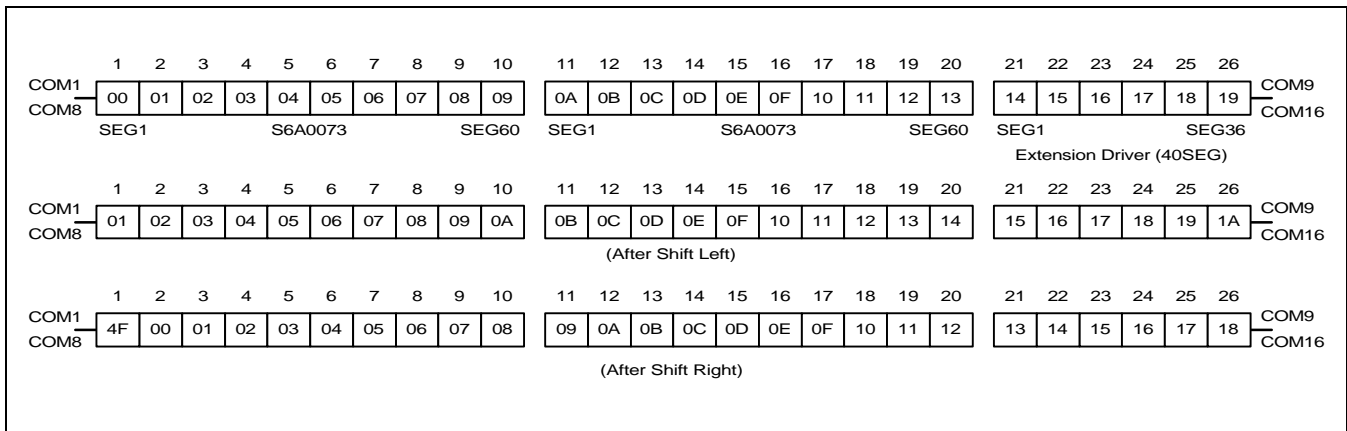 1 2 3 4 5 6 7 8 9 10 11 12 13 14 15 16 17 18 19 20 21 22 23 24 25 26
COM1 COM9
00 01 02 03 04 05 06 07 08 09 0A 0B 0C 0D 0E 0F 10 11 12 13 14 15 16 17 18 19
COM8 COM16
SEG1 S6A0073 SEG60 SEG1 S6A0073 SEG60 SEG1 SEG36
Extension Driver (40SEG)
1 2 3 4 5 6 7 8 9 10 11 12 13 14 15 16 17 18 19 20 21 22 23 24 25 26
COM1 COM9
01 02 03 04 05 06 07 08 09 0A 0B 0C 0D 0E 0F 10 11 12 13 14 15 16 17 18 19 1A
COM8 COM16
(After Shift Left)
1 2 3 4 5 6 7 8 9 10 11 12 13 14 15 16 17 18 19 20 21 22 23 24 25 26
COM1 COM9
4F 00 01 02 03 04 05 06 07 08 09 0A 0B 0C 0D 0E 0F 10 11 12 13 14 15 16 17 18
COM8 COM16
(After Shift Right)